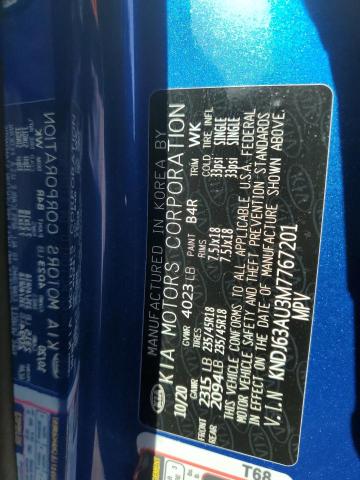 MANUFACTURED IN KOREA BY
KIA MOTORS CORPORATION
10/20 GVWR 4023 LB PAINT B4R TRIM WK
GAWR TIRES RIMS COLD TIRE INFL
FRONT 2315 LB 235/45R18 7.5Jx18 33psi SINGLE
REAR 2094 LB 235/45R18 7.5Jx18 33psi SINGLE
THIS VEHICLE CONFORMS TO ALL APPLICABLE U.S.A. FEDERAL
MOTOR VEHICLE SAFETY AND THEFT PREVENTION STANDARDS
IN EFFECT ON THE DATE OF MANUFACTURE SHOWN ABOVE.
V.I.N KNDJ63AU3M7767201
MPV
T68